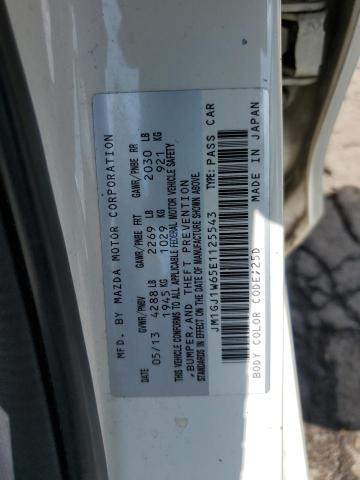 MFD. BY MAZDA MOTOR CORPORATION
DATE GVWR/PNBV GAWR/PNBE FRT GAWR/PNBE RR
05/13 4288 LB 2269 LB 2030 LB
1945 KG 1029 KG 921 KG
THIS VEHICLE CONFORMS TO ALL APPLICABLE FEDERAL MOTOR VEHICLE SAFETY
, BUMPER, AND THEFT PREVENTION
STANDARDS IN EFFECT ON THE DATE OF MANUFACTURE SHOWN ABOVE.
JM1GJ1W65E1125543 TYPE: PASS CAR
BODY COLOR CODE: 25D MADE IN JAPAN